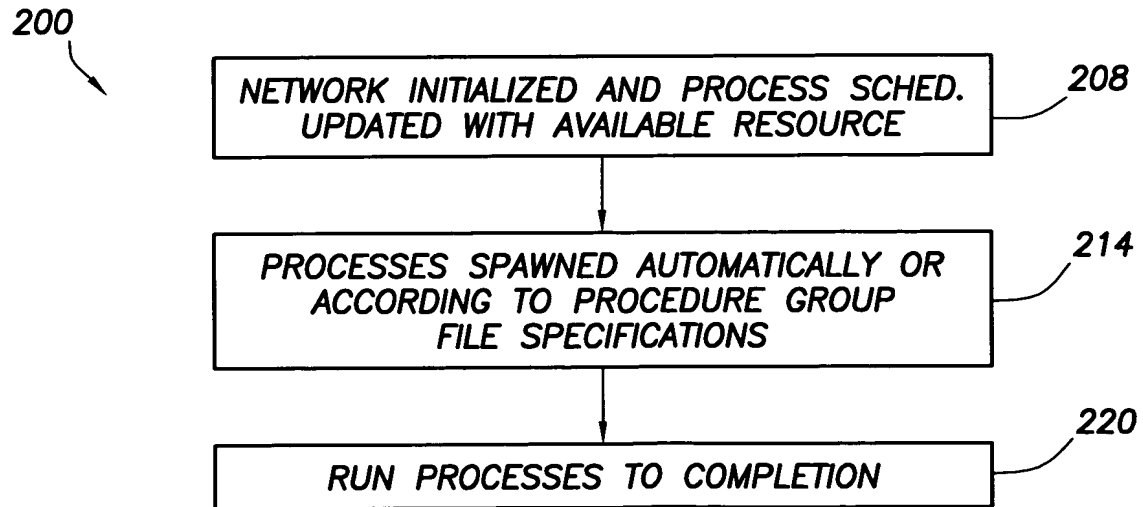 200
NETWORK INITIALIZED AND PROCESS SCHED.
UPDATED WITH AVAILABLE RESOURCE
208
PROCESSES SPAWNED AUTOMATICALLY OR
ACCORDING TO PROCEDURE GROUP
FILE SPECIFICATIONS
214
RUN PROCESSES TO COMPLETION
220